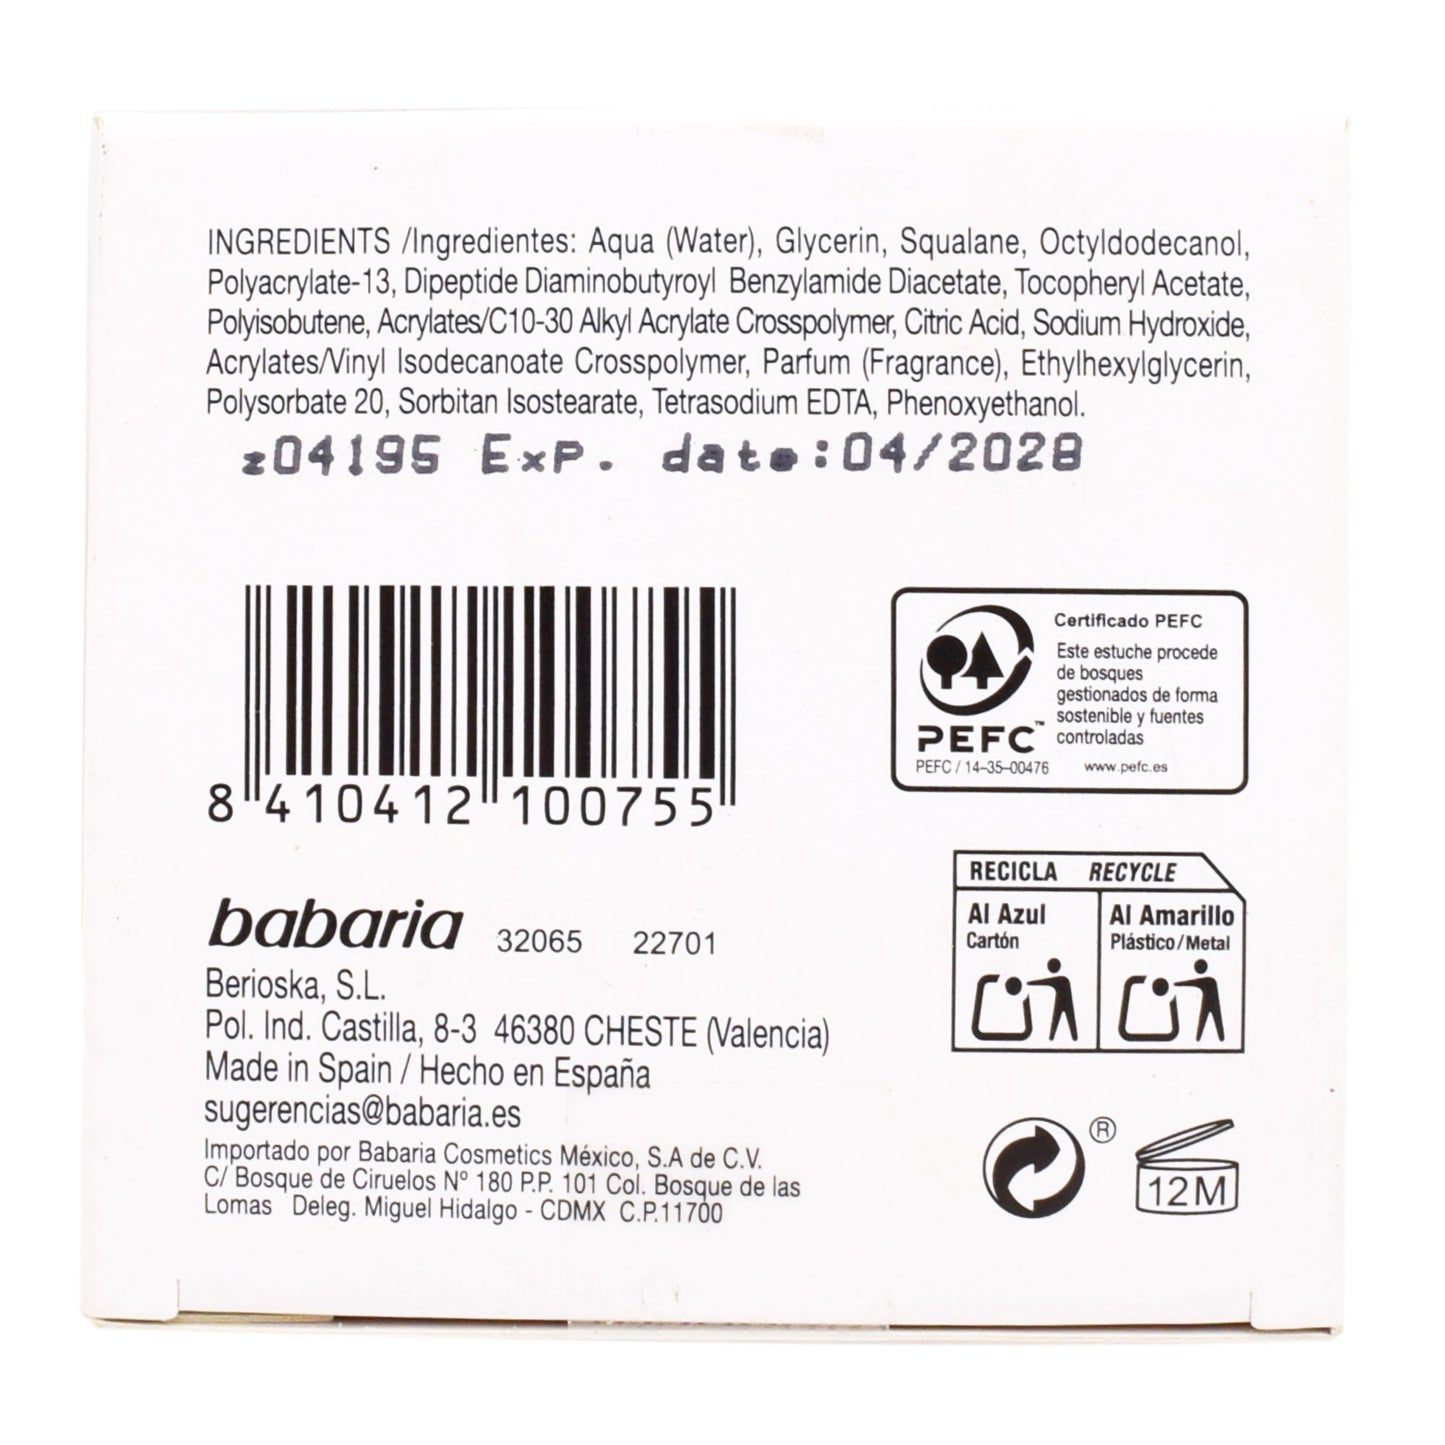 INGREDIENTS /Ingredientes: Aqua (Water), Glycerin, Squalane, Octyldodecanol,
Polyacrylate-13, Dipeptide Diaminobutyroyl Benzylamide Diacetate, Tocopheryl Acetate,
Polyisobutene, Acrylates/C10-30 Alkyl Acrylate Crosspolymer, Citric Acid, Sodium Hydroxide,
Acrylates/Vinyl Isodecanoate Crosspolymer, Parfum (Fragrance), Ethylhexylglycerin,
Polysorbate 20, Sorbitan Isostearate, Tetrasodium EDTA, Phenoxyethanol.
z04195 Exp. date:04/2028
8 410412 100755
Certificado PEFC
Este estuche procede
de bosques
gestionados de forma
sostenible y fuentes
controladas
PEFC™
PEFC / 14-35-00476 www.pefc.es
RECICLA RECYCLE
Al Azul
Cartón
Al Amarillo
Plástico/Metal
babaria 32065 22701
Berioska, S.L.
Pol. Ind. Castilla, 8-3 46380 CHESTE (Valencia)
Made in Spain / Hecho en España
sugerencias@babaria.es
Importado por Babaria Cosmetics México, S.A de C.V.
C/ Bosque de Ciruelos Nº 180 P.P. 101 Col. Bosque de las
Lomas Deleg. Miguel Hidalgo - CDMX C.P.11700
®
12M